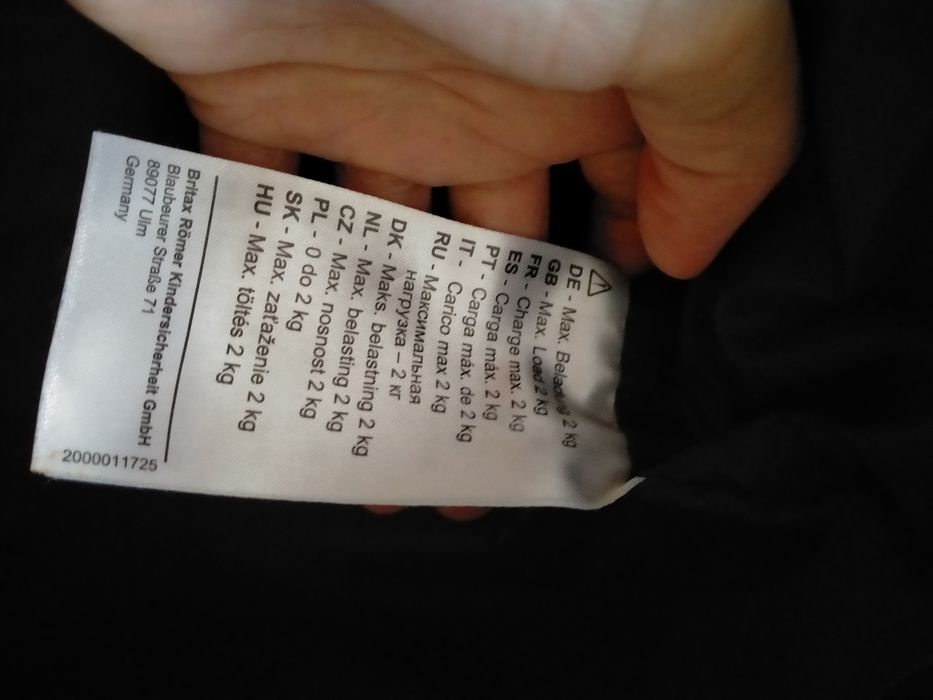 DE - Max. Beladung 2 kg
GB - Max. Load 2 kg
FR - Charge max. 2 kg
ES - Carga máx. 2 kg
PT - Carga máx. de 2 kg
IT - Carico max 2 kg
RU - Максимальная
нагрузка – 2 кг
DK - Maks. belastning 2 kg
NL - Max. belasting 2 kg
CZ - Max. nosnost 2 kg
PL - 0 do 2 kg
SK - Max. zaťaženie 2 kg
HU - Max. töltés 2 kg
Britax Römer Kindersicherheit GmbH
Blaubeurer Straße 71
89077 Ulm
Germany
2000011725